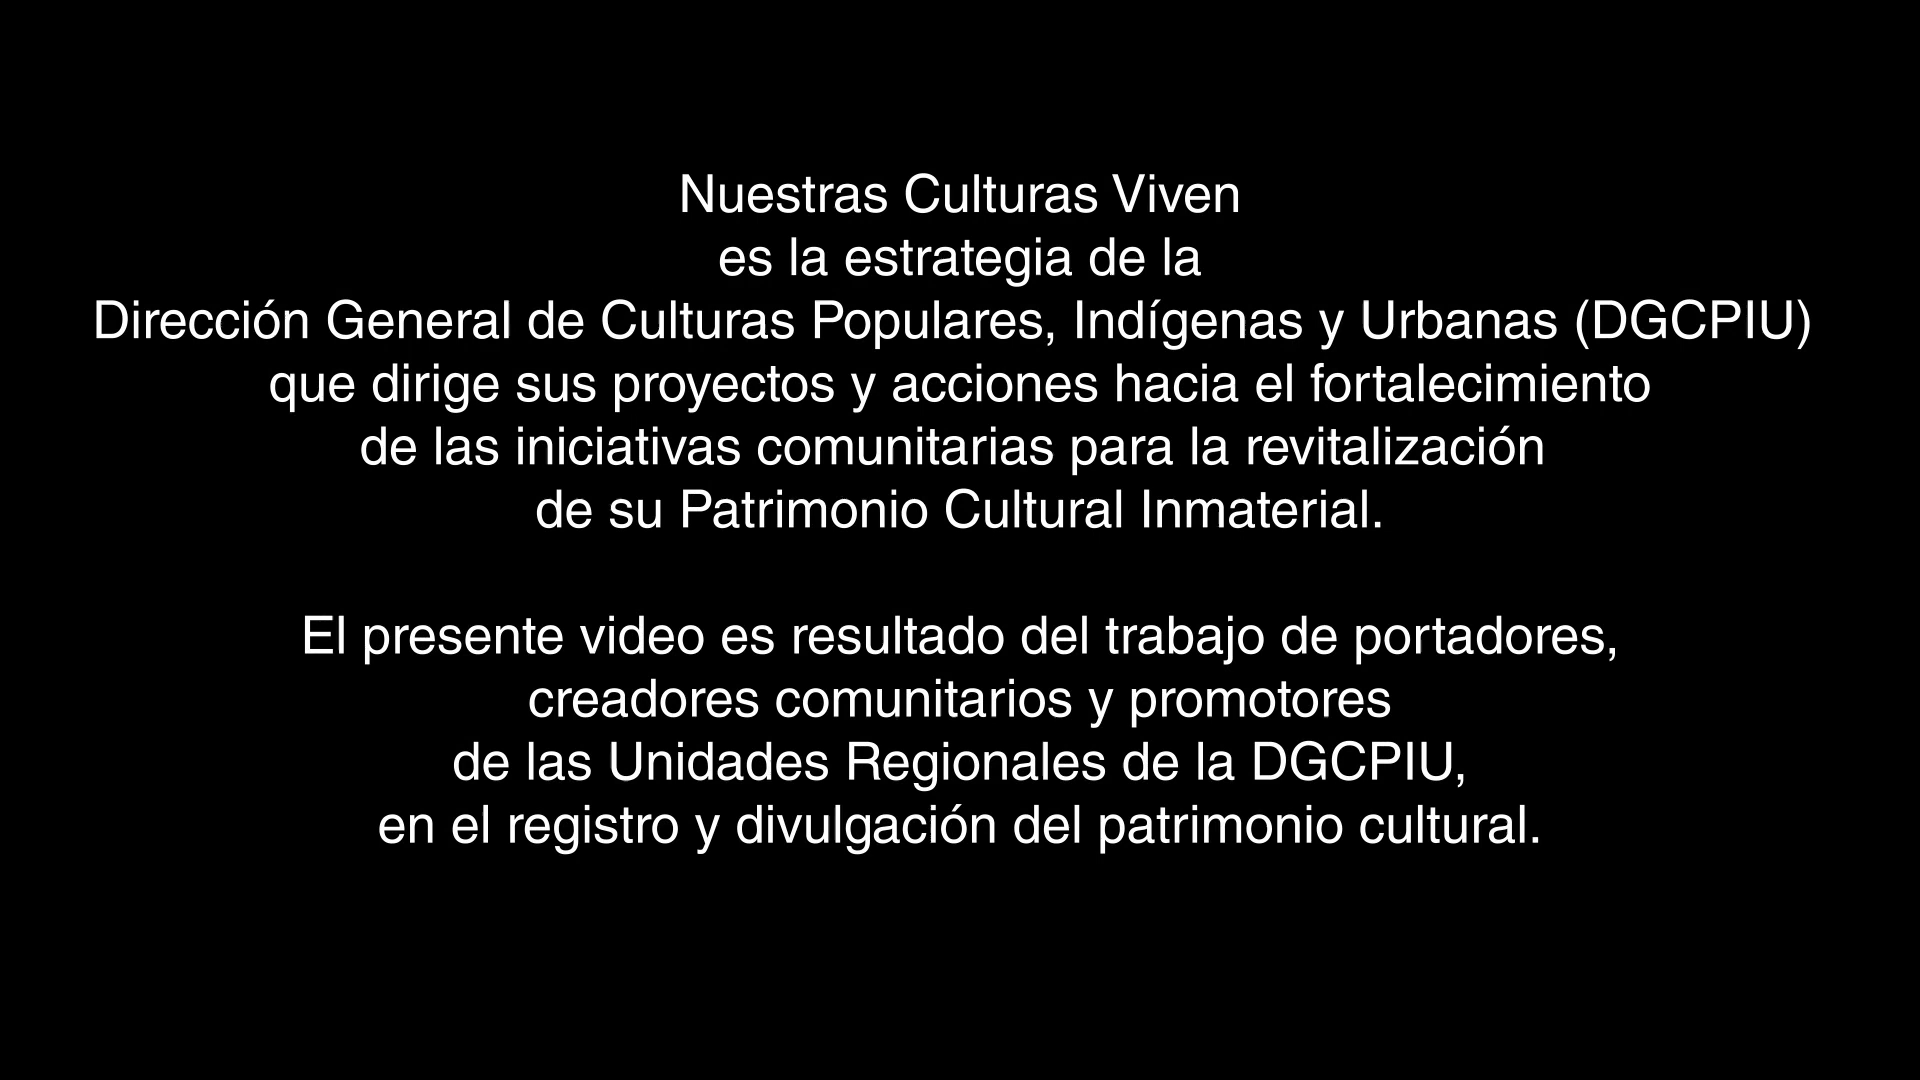 Nuestras Culturas Viven
es la estrategia de la
Dirección General de Culturas Populares, Indígenas y Urbanas (DGCPIU)
que dirige sus proyectos y acciones hacia el fortalecimiento
de las iniciativas comunitarias para la revitalización
de su Patrimonio Cultural Inmaterial.
El presente video es resultado del trabajo de portadores,
creadores comunitarios y promotores
de las Unidades Regionales de la DGCPIU,
en el registro y divulgación del patrimonio cultural.